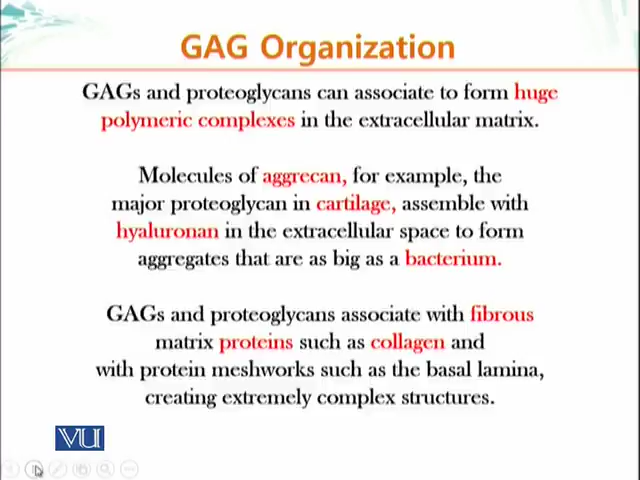 GAG Organization
GAGs and proteoglycans can associate to form huge
polymeric complexes in the extracellular matrix.
Molecules of aggrecan, for example, the
major proteoglycan in cartilage, assemble with
hyaluronan in the extracellular space to form
aggregates that are as big as a bacterium.
GAGs and proteoglycans associate with fibrous
matrix proteins such as collagen and
with protein meshworks such as the basal lamina,
creating extremely complex structures.
VU